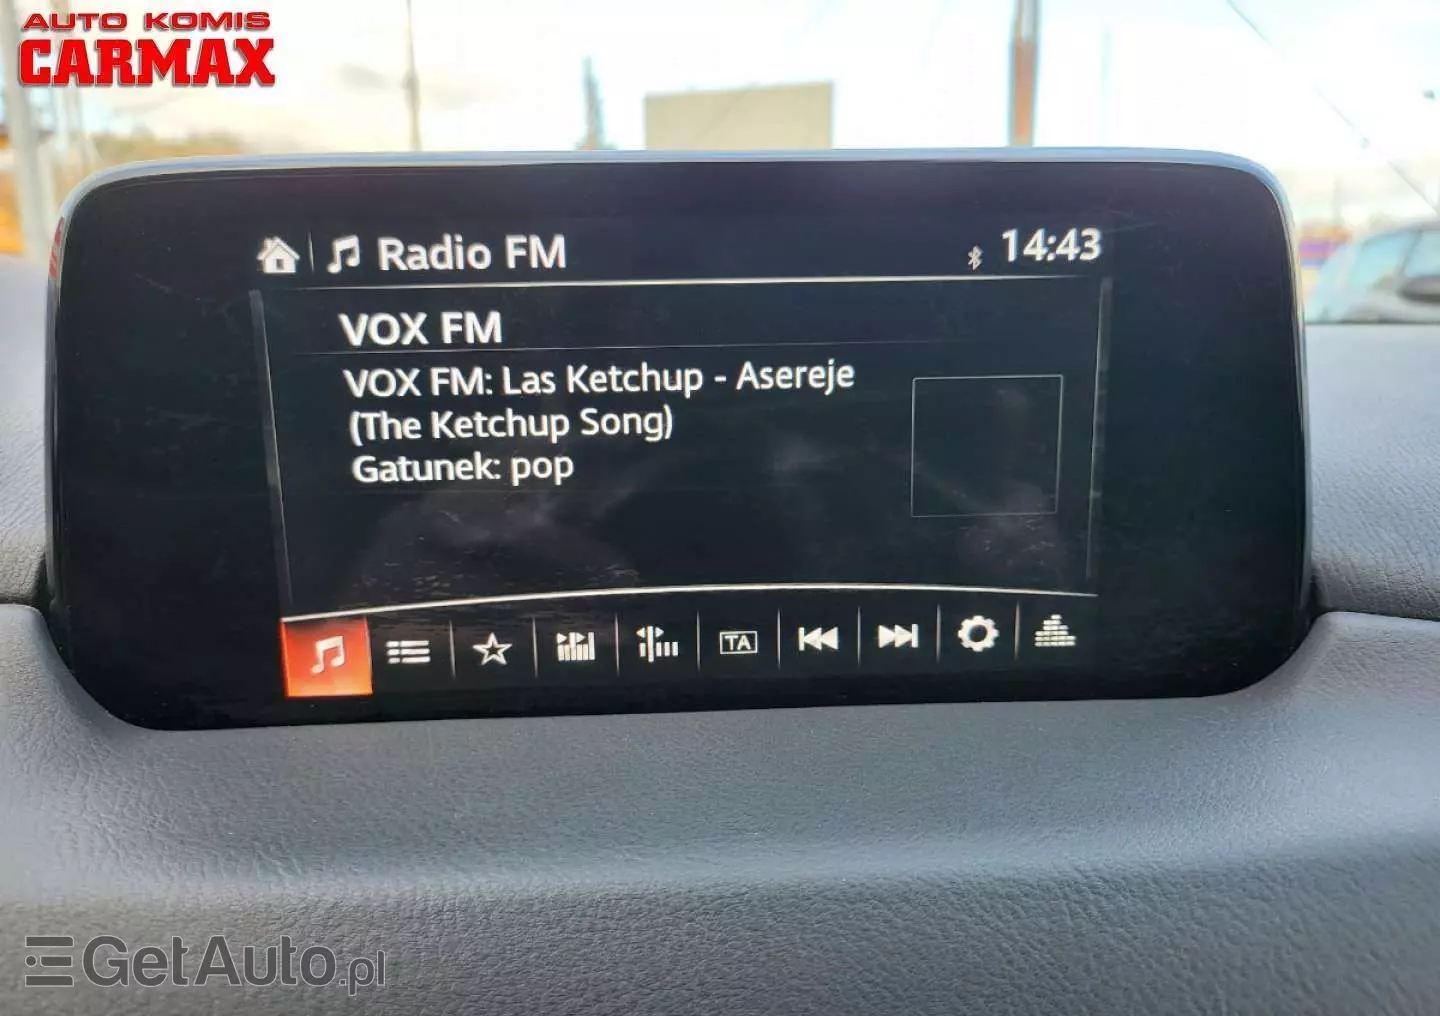 AUTO KOMIS
CARMAX
Radio FM
14:43
VOX FM
VOX FM: Las Ketchup - Asereje
(The Ketchup Song)
Gatunek: pop
TA
GetAuto.pl